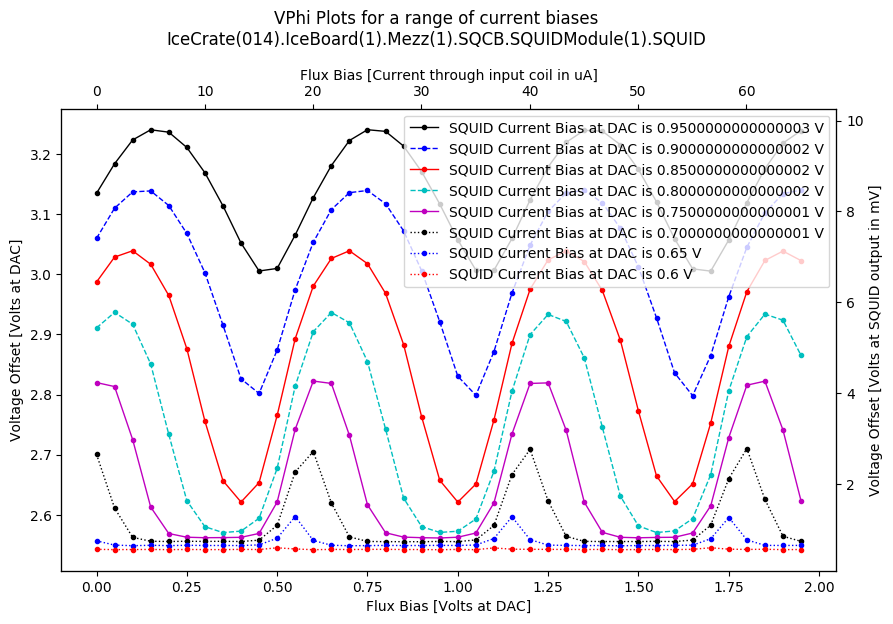 VPhi Plots for a range of current biases
IceCrate(014).IceBoard(1).Mezz(1).SQCB.SQUIDModule(1).SQUID
Flux Bias [Current through input coil in uA]
0 10 20 30 40 50 60
SQUID Current Bias at DAC is 0.9500000000000003 V
SQUID Current Bias at DAC is 0.9000000000000002 V
SQUID Current Bias at DAC is 0.8500000000000002 V
SQUID Current Bias at DAC is 0.8000000000000002 V
SQUID Current Bias at DAC is 0.7500000000000001 V
SQUID Current Bias at DAC is 0.7000000000000001 V
SQUID Current Bias at DAC is 0.65 V
SQUID Current Bias at DAC is 0.6 V
Voltage Offset [Volts at DAC]
3.2
3.1
3.0
2.9
2.8
2.7
2.6
10
8
6
4
2
Voltage Offset [Volts at SQUID output in mV]
0.00 0.25 0.50 0.75 1.00 1.25 1.50 1.75 2.00
Flux Bias [Volts at DAC]